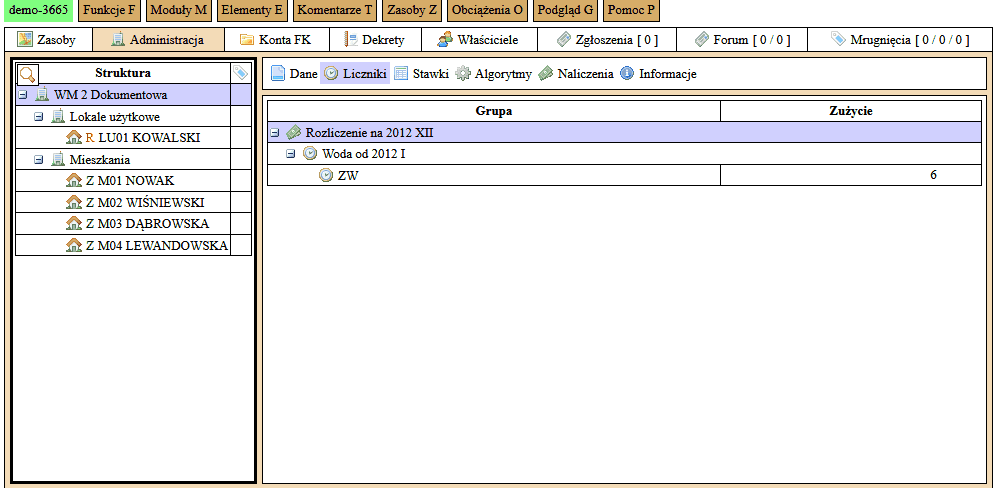 demo-3665 Funkcje F Moduły M Elementy E Komentarze T Zasoby Z Obciążenia O Podgląd G Pomoc P
Zasoby Administracja Konta FK Dekrety Właściciele Zgłoszenia [ 0 ] Forum [ 0 / 0 ] Mrugnięcia [ 0 / 0 / 0 ]
Struktura
WM 2 Dokumentowa
Lokale użytkowe
R LU01 KOWALSKI
Mieszkania
Z M01 NOWAK
Z M02 WIŚNIEWSKI
Z M03 DĄBROWSKA
Z M04 LEWANDOWSKA
Dane Liczniki Stawki Algorytmy Naliczenia Informacje
Grupa Zużycie
Rozliczenie na 2012 XII
Woda od 2012 I
ZW 6